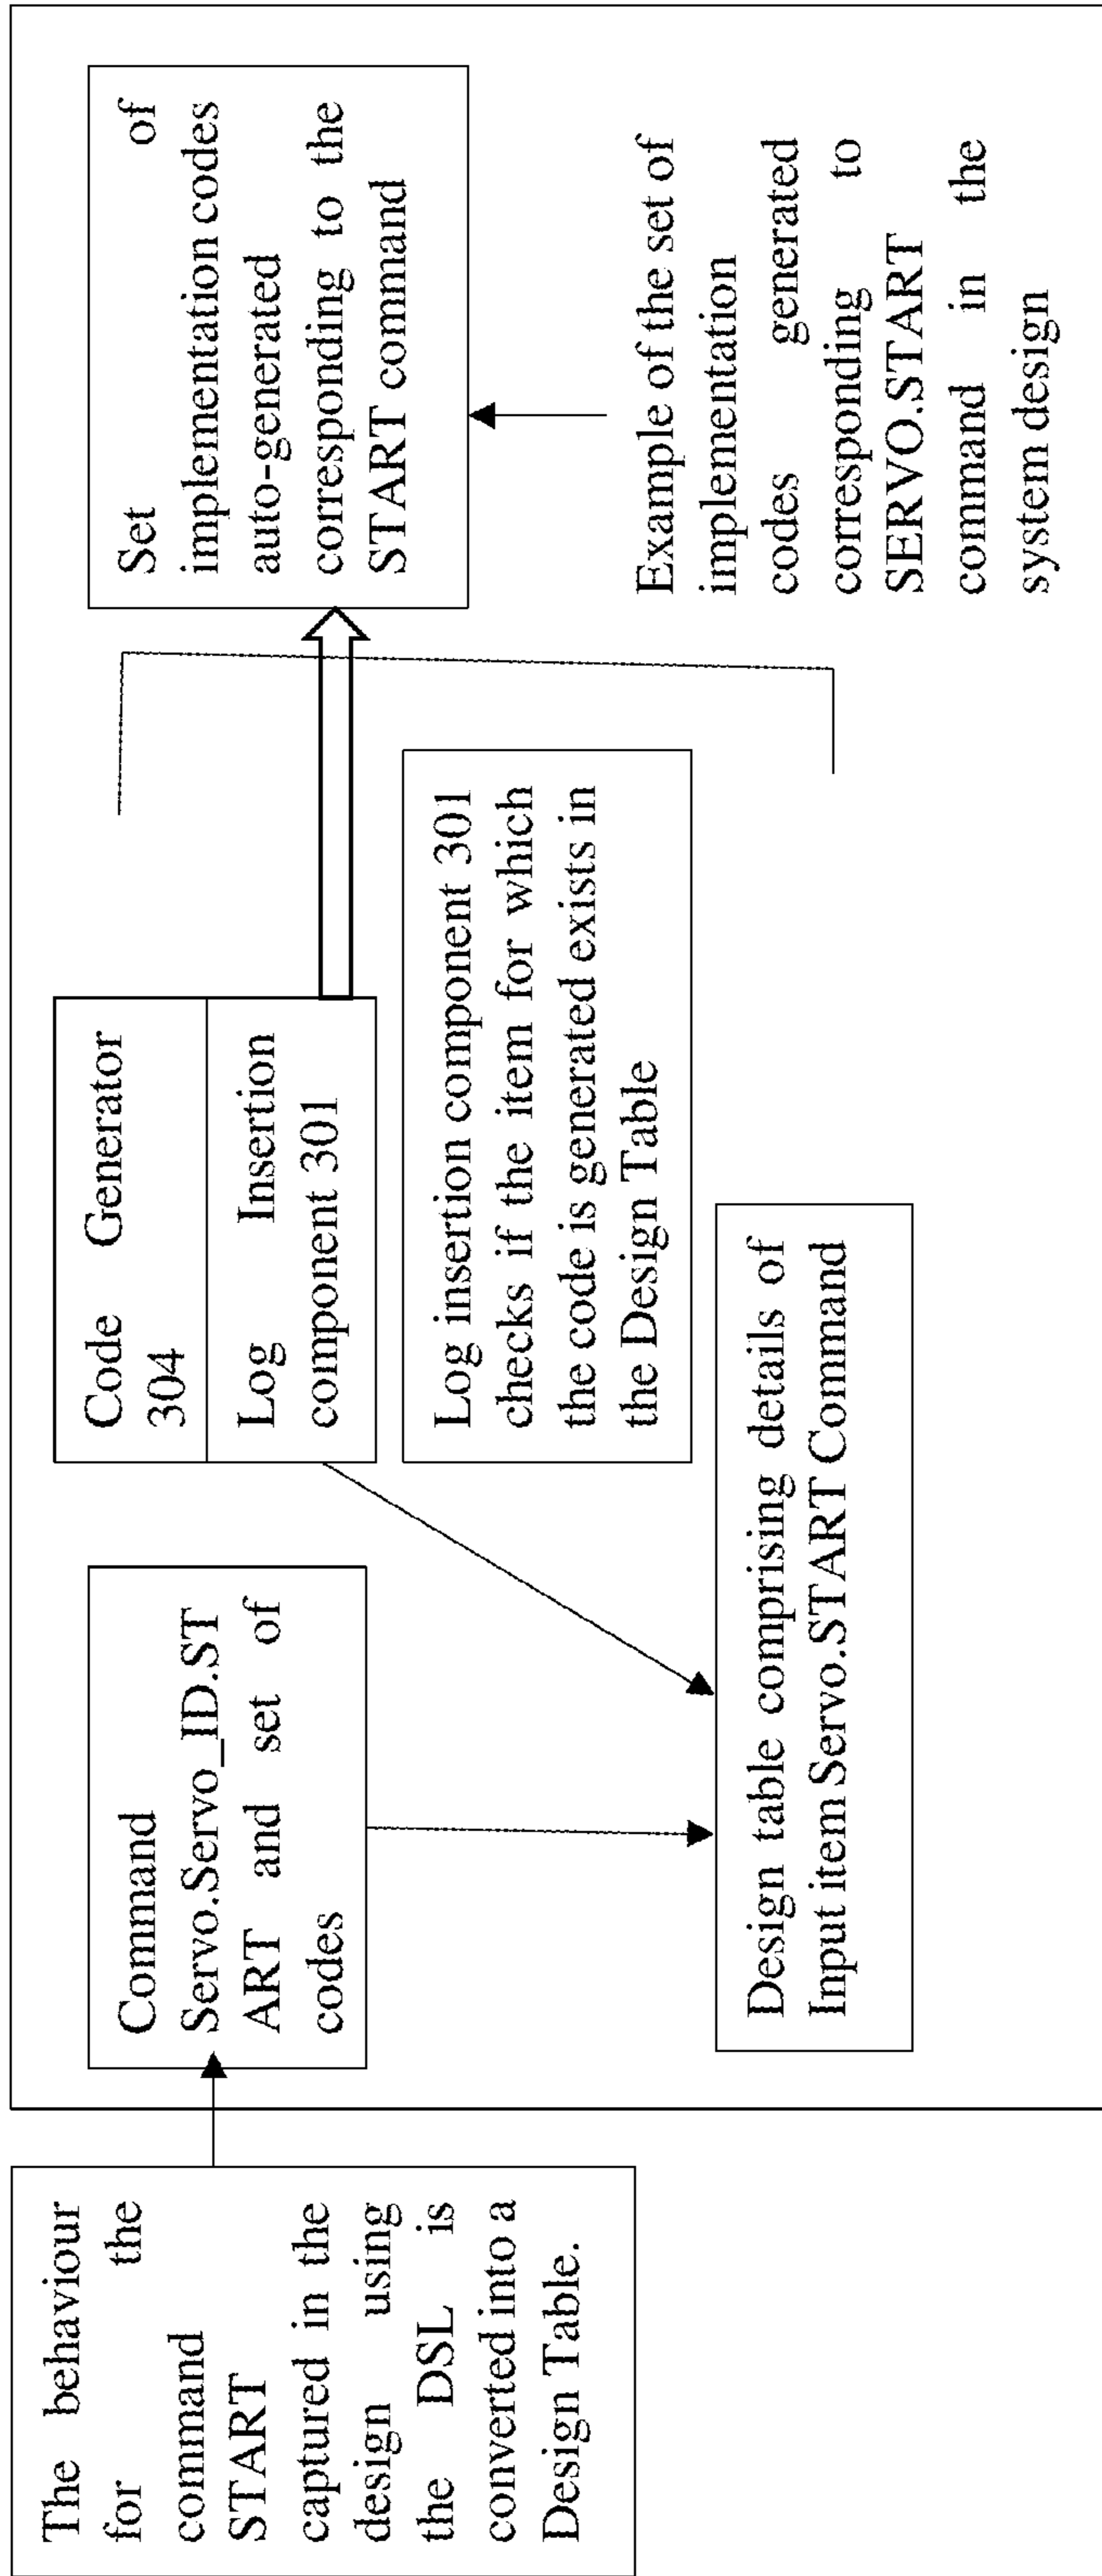 The behaviour
for the
command
START
captured in the
design using
the DSL is
converted into a
Design Table.
Command
Servo.Servo_ID.ST
ART and set of
codes
Code Generator
304
Log Insertion
component 301
Set of
implementation codes
auto-generated
corresponding to the
START command
Log insertion component 301
checks if the item for which
the code is generated exists in
the Design Table
Design table comprising details of
Input item Servo.START Command
Example of the set of
implementation
codes generated
corresponding to
SERVO.START
command in the
system design